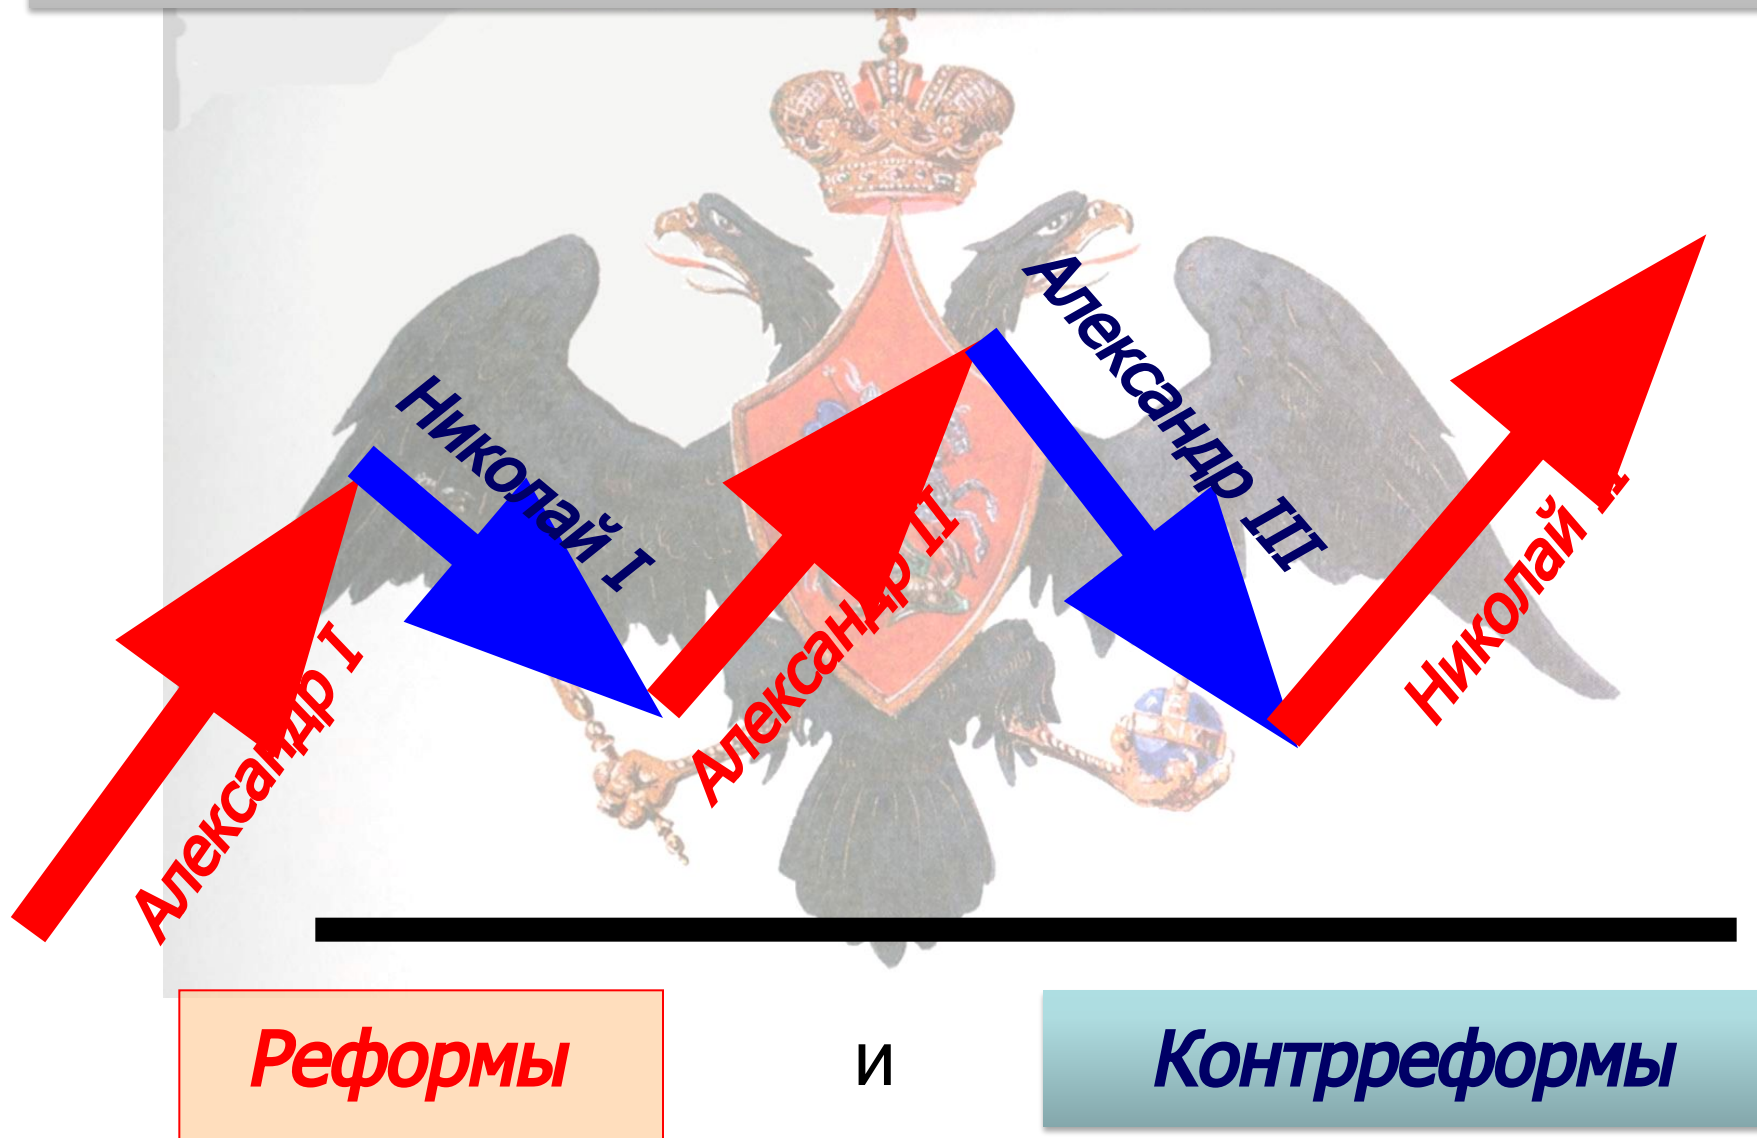 Александр I
Николай I
Александр II
Александр III
Николай
Реформы
и
Контрреформы